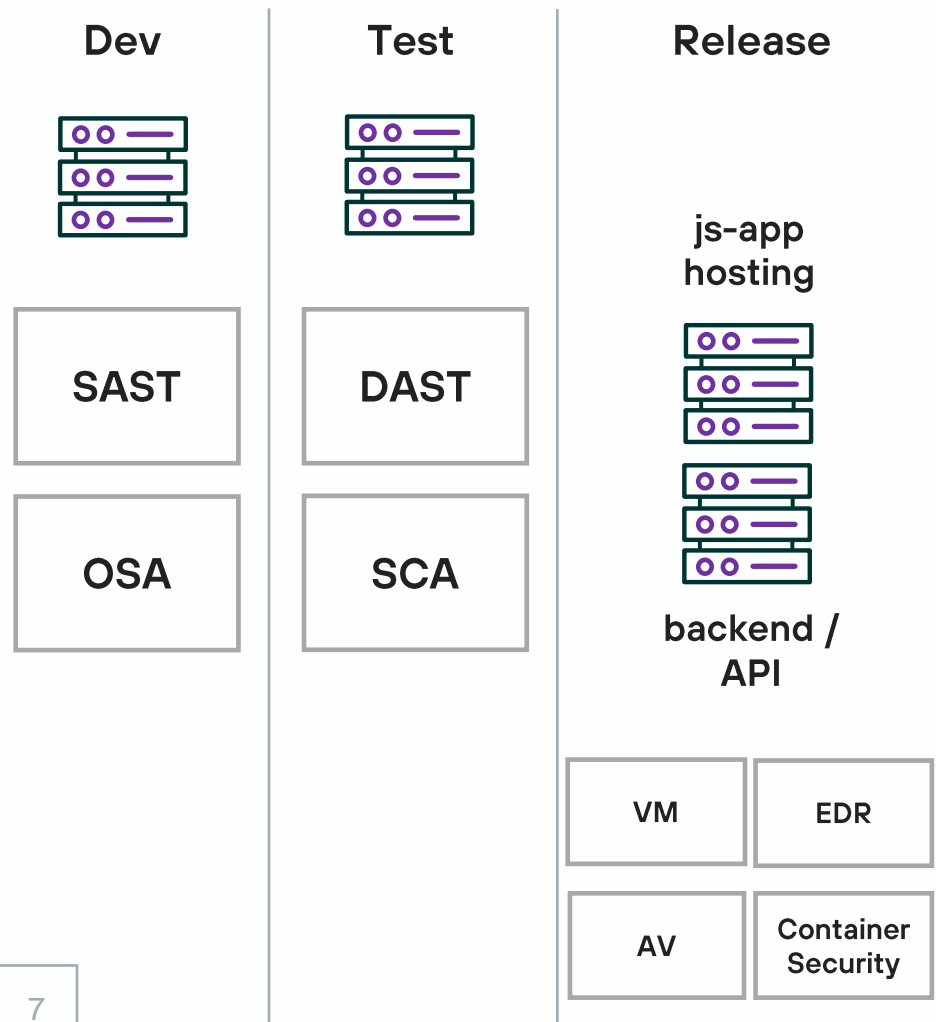 Dev
SAST
OSA
Test
DAST
SCA
Release
js-app
hosting
backend /
API
VM
EDR
AV
Container
Security
7